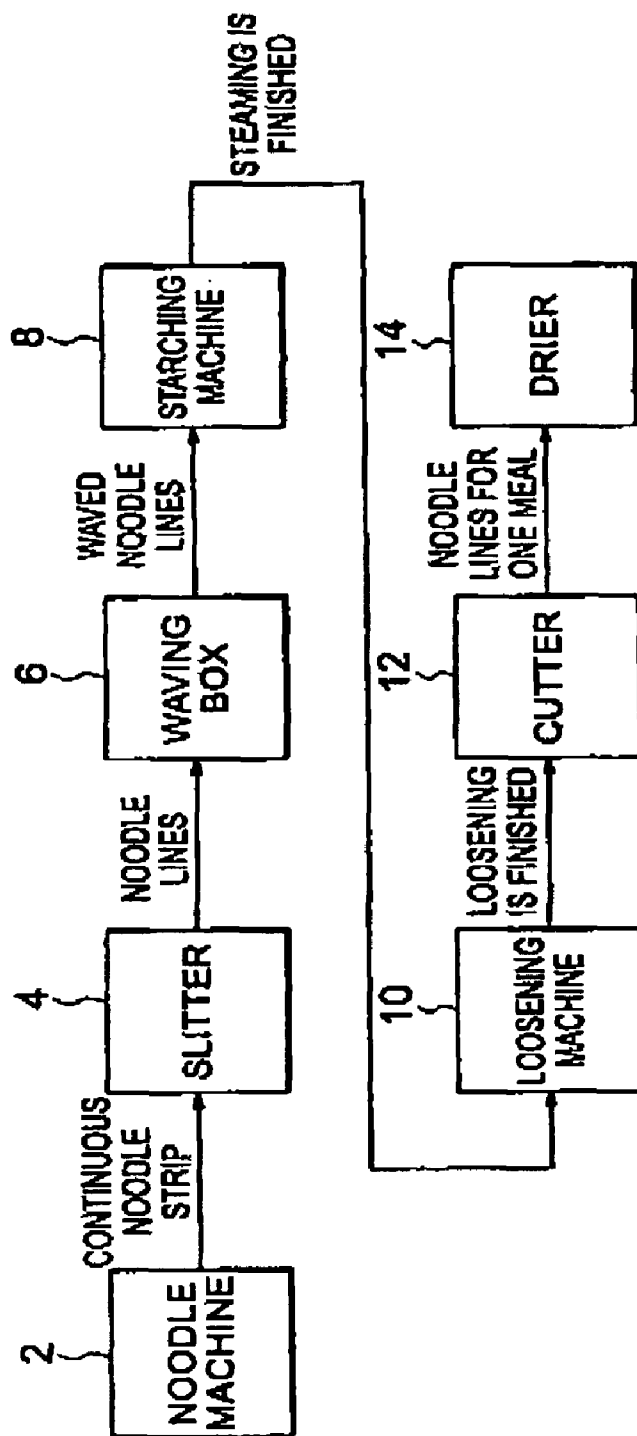 2
NOODLE
MACHINE
CONTINUOUS
NOODLE
STRIP
4
SLITTER
NOODLE
LINES
6
WAVING
BOX
WAVED
NOODLE
LINES
8
STARCHING
MACHINE
STEAMING IS
FINISHED
10
LOOSENING
MACHINE
LOOSENING
IS FINISHED
12
CUTTER
NOODLE
LINES FOR
ONE MEAL
14
DRIER